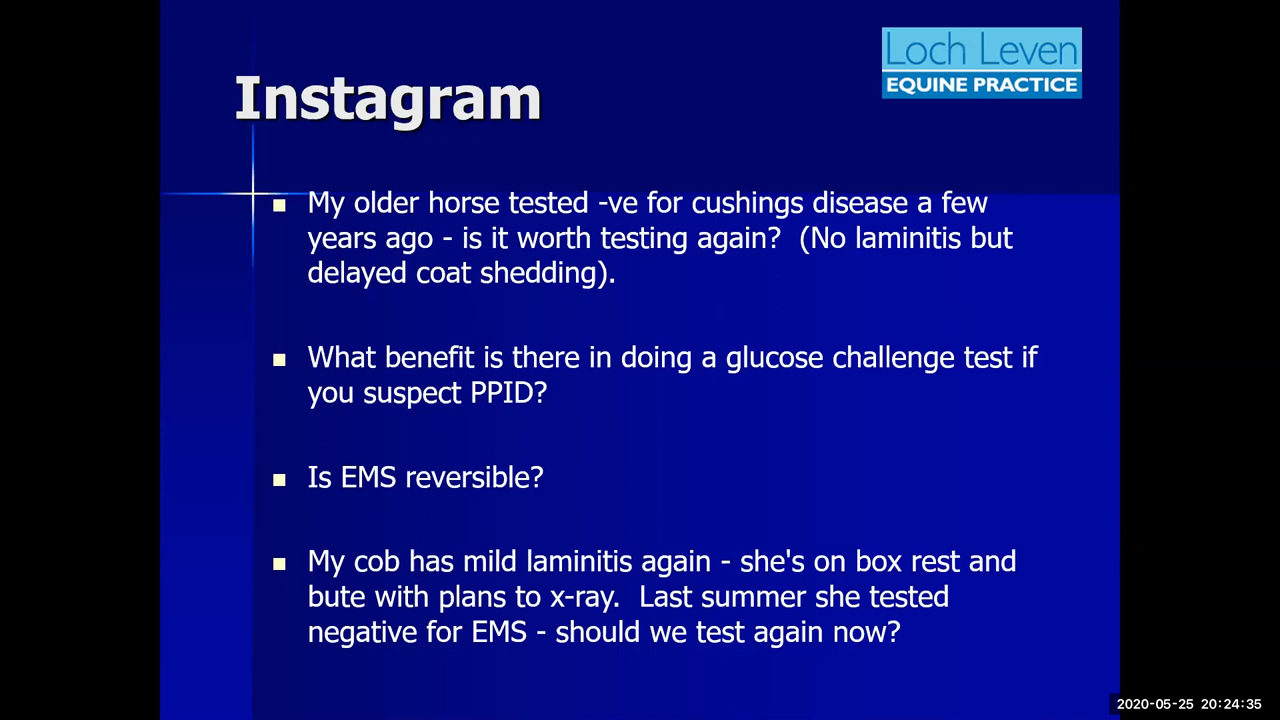 Loch Leven
EQUINE PRACTICE
Instagram
My older horse tested -ve for cushings disease a few
years ago - is it worth testing again?  (No laminitis but
delayed coat shedding).
What benefit is there in doing a glucose challenge test if
you suspect PPID?
Is EMS reversible?
My cob has mild laminitis again - she's on box rest and
bute with plans to x-ray.  Last summer she tested
negative for EMS - should we test again now?
2020-05-25 20:24:35